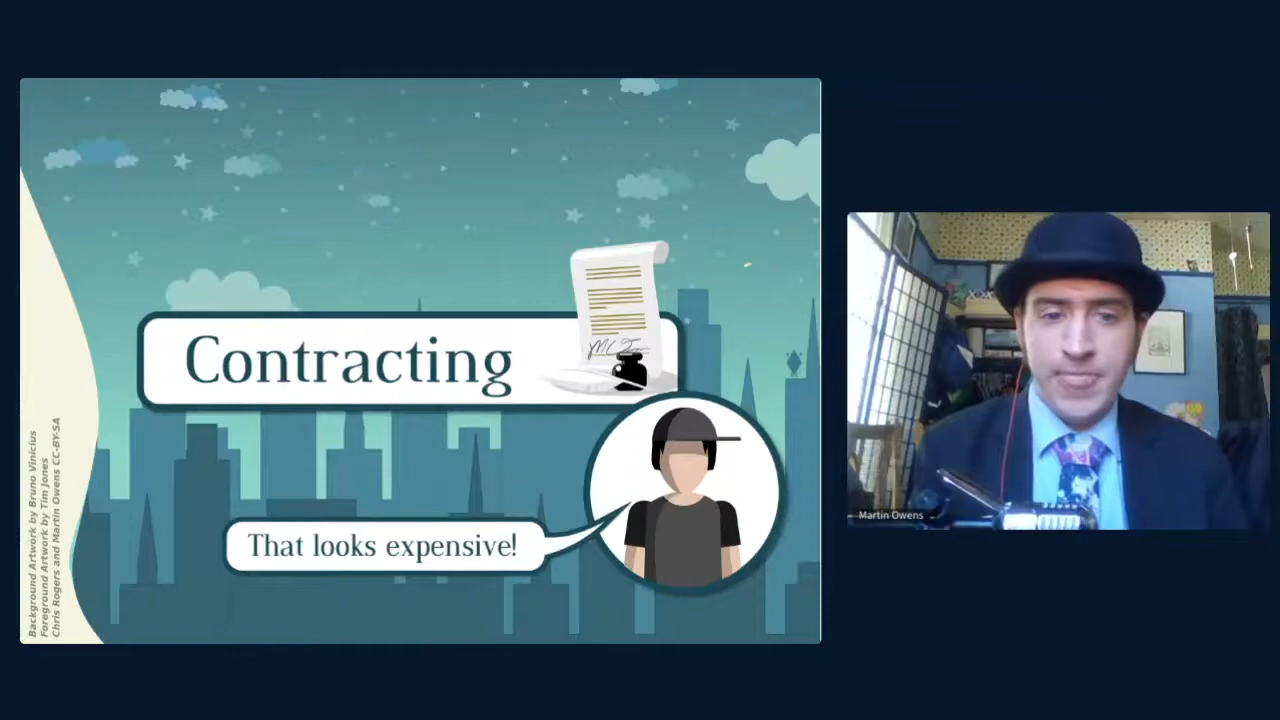 Contracting
That looks expensive!
Background Artwork by Bruno Vinicius
Foreground Artwork by Tim Jones
Chris Rogers and Martin Owens CC-BY-SA
Martin Owens